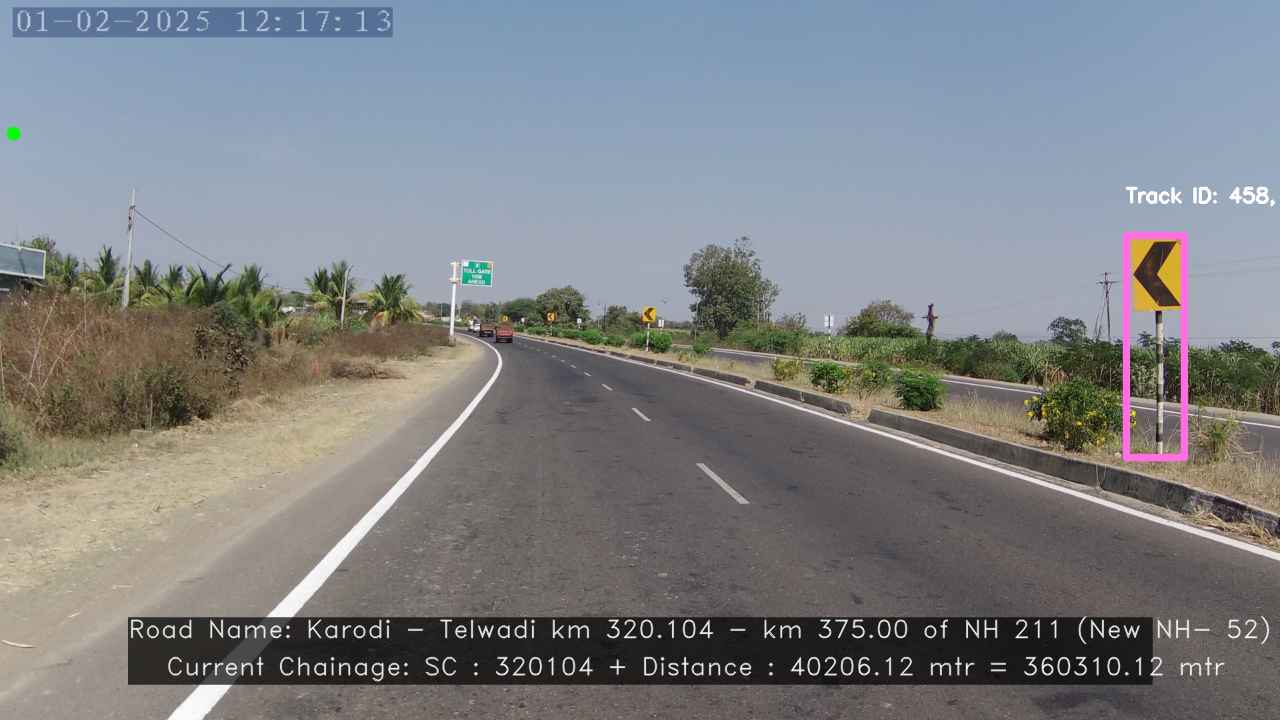 01-02-2025 12:17:13
Track ID: 458,
TOLL GATE
1KM
AHEAD
Road Name: Karodi - Telwadi km 320.104 - km 375.00 of NH 211 (New NH- 52)
Current Chainage: SC : 320104 + Distance : 40206.12 mtr = 360310.12 mtr